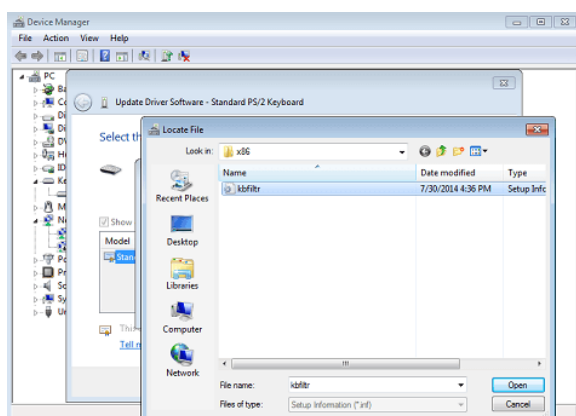 Device Manager
File Action View Help
PC
Update Driver Software - Standard PS/2 Keyboard
Select th
Locate File
Look in: x86
Name Date modified Type
kbfiltr 7/30/2014 4:36 PM Setup Infc
Recent Places
Show
Desktop
Model
Stan
Libraries
Computer
This
Tell n
Network
File name: kbfiltr Open
Files of type: Setup Information (*.inf) Cancel